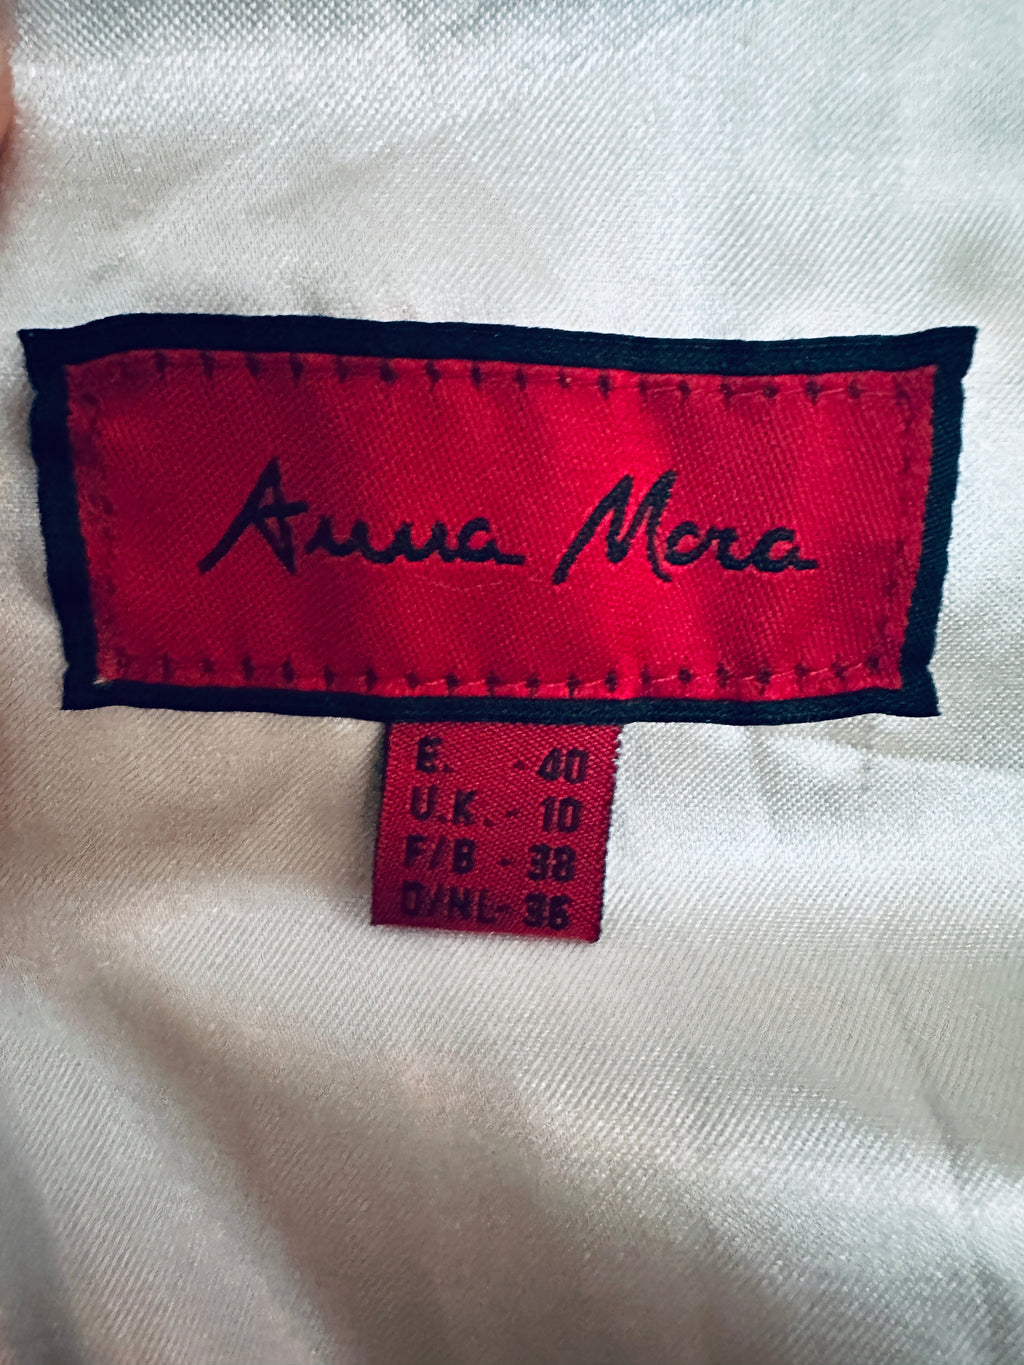 Anna Mora
E. - 40
U.K. - 10
F/B - 38
D/NL- 36